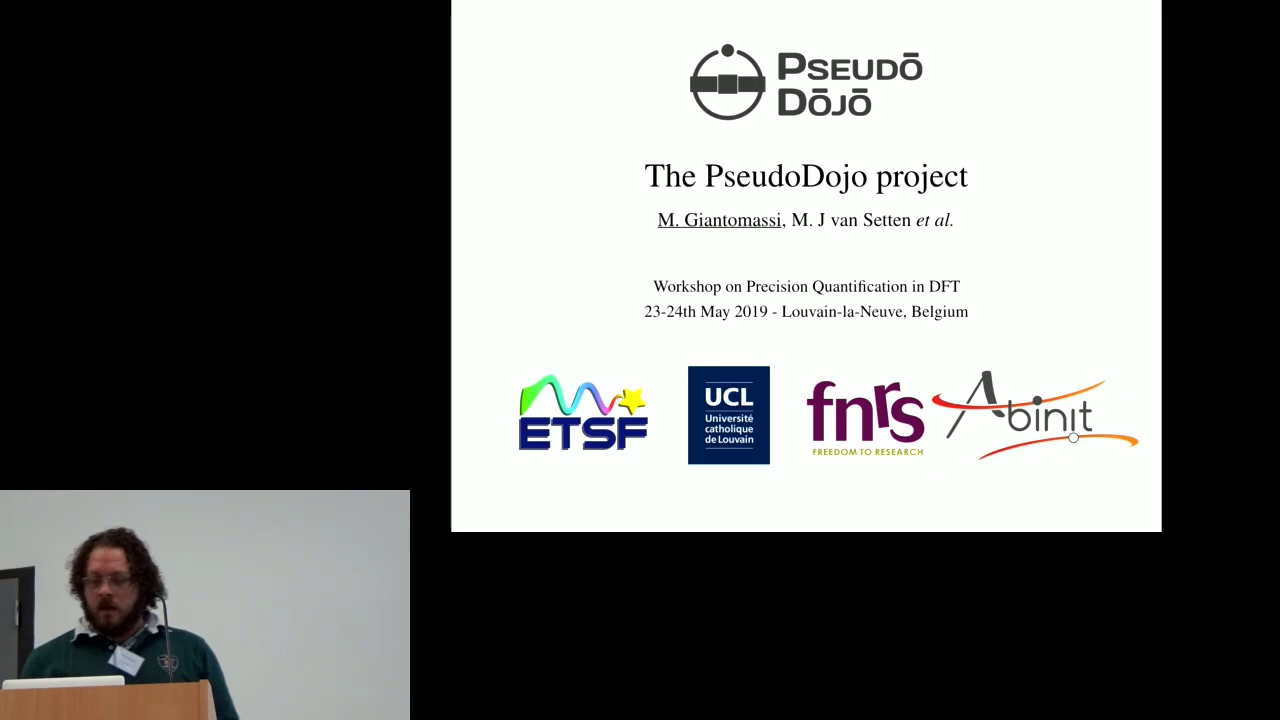 PSEUDŌ
DŌJŌ
The PseudoDojo project
M. Giantomassi, M. J van Setten et al.
Workshop on Precision Quantification in DFT
23-24th May 2019 - Louvain-la-Neuve, Belgium
ETSF
UCL
Université
catholique
de Louvain
fnrs
FREEDOM TO RESEARCH
Abinit